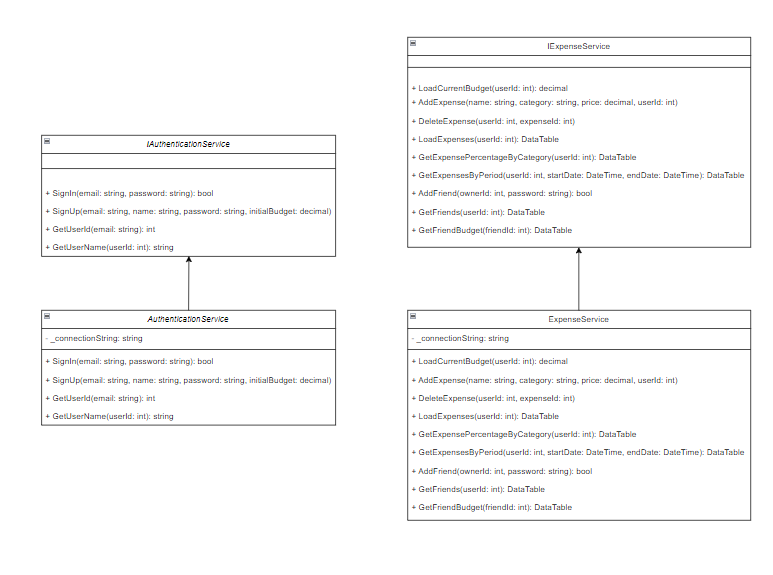 IAuthenticationService
+ SignIn(email: string, password: string): bool
+ SignUp(email: string, name: string, password: string, initialBudget: decimal)
+ GetUserId(email: string): int
+ GetUserName(userId: int): string
AuthenticationService
- _connectionString: string
+ SignIn(email: string, password: string): bool
+ SignUp(email: string, name: string, password: string, initialBudget: decimal)
+ GetUserId(email: string): int
+ GetUserName(userId: int): string
IExpenseService
+ LoadCurrentBudget(userId: int): decimal
+ AddExpense(name: string, category: string, price: decimal, userId: int)
+ DeleteExpense(userId: int, expenseId: int)
+ LoadExpenses(userId: int): DataTable
+ GetExpensePercentageByCategory(userId: int): DataTable
+ GetExpensesByPeriod(userId: int, startDate: DateTime, endDate: DateTime): DataTable
+ AddFriend(ownerId: int, password: string): bool
+ GetFriends(userId: int): DataTable
+ GetFriendBudget(friendId: int): DataTable
ExpenseService
- _connectionString: string
+ LoadCurrentBudget(userId: int): decimal
+ AddExpense(name: string, category: string, price: decimal, userId: int)
+ DeleteExpense(userId: int, expenseId: int)
+ LoadExpenses(userId: int): DataTable
+ GetExpensePercentageByCategory(userId: int): DataTable
+ GetExpensesByPeriod(userId: int, startDate: DateTime, endDate: DateTime): DataTable
+ AddFriend(ownerId: int, password: string): bool
+ GetFriends(userId: int): DataTable
+ GetFriendBudget(friendId: int): DataTable